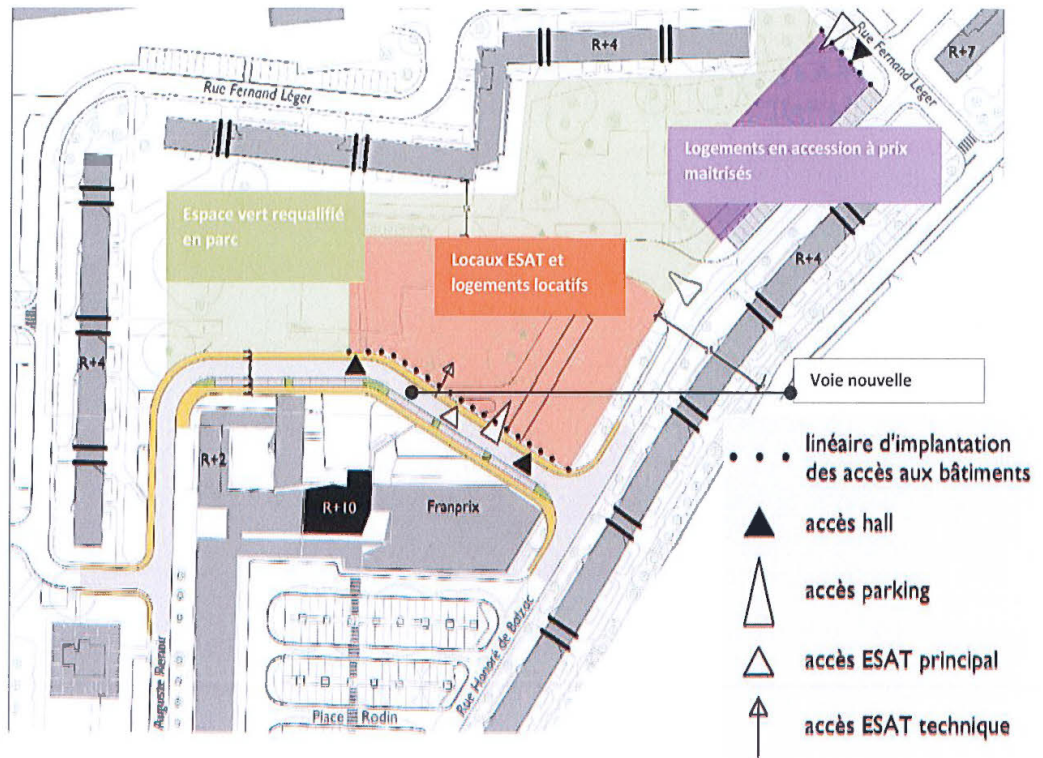 R+4
Rue Fernand Léger
R+7
Rue Fernand Léger
Logements en accession à prix
maitrisés
Espace vert requalifié
en parc
Locaux ESAT et
logements locatifs
R+4
R+4
Voie nouvelle
R+2
R+10
Franprix
Auguste Renoir
Place Rodin
Rue Honoré de Balzac
linéaire d'implantation
des accès aux bâtiments
accès hall
accès parking
accès ESAT principal
accès ESAT technique